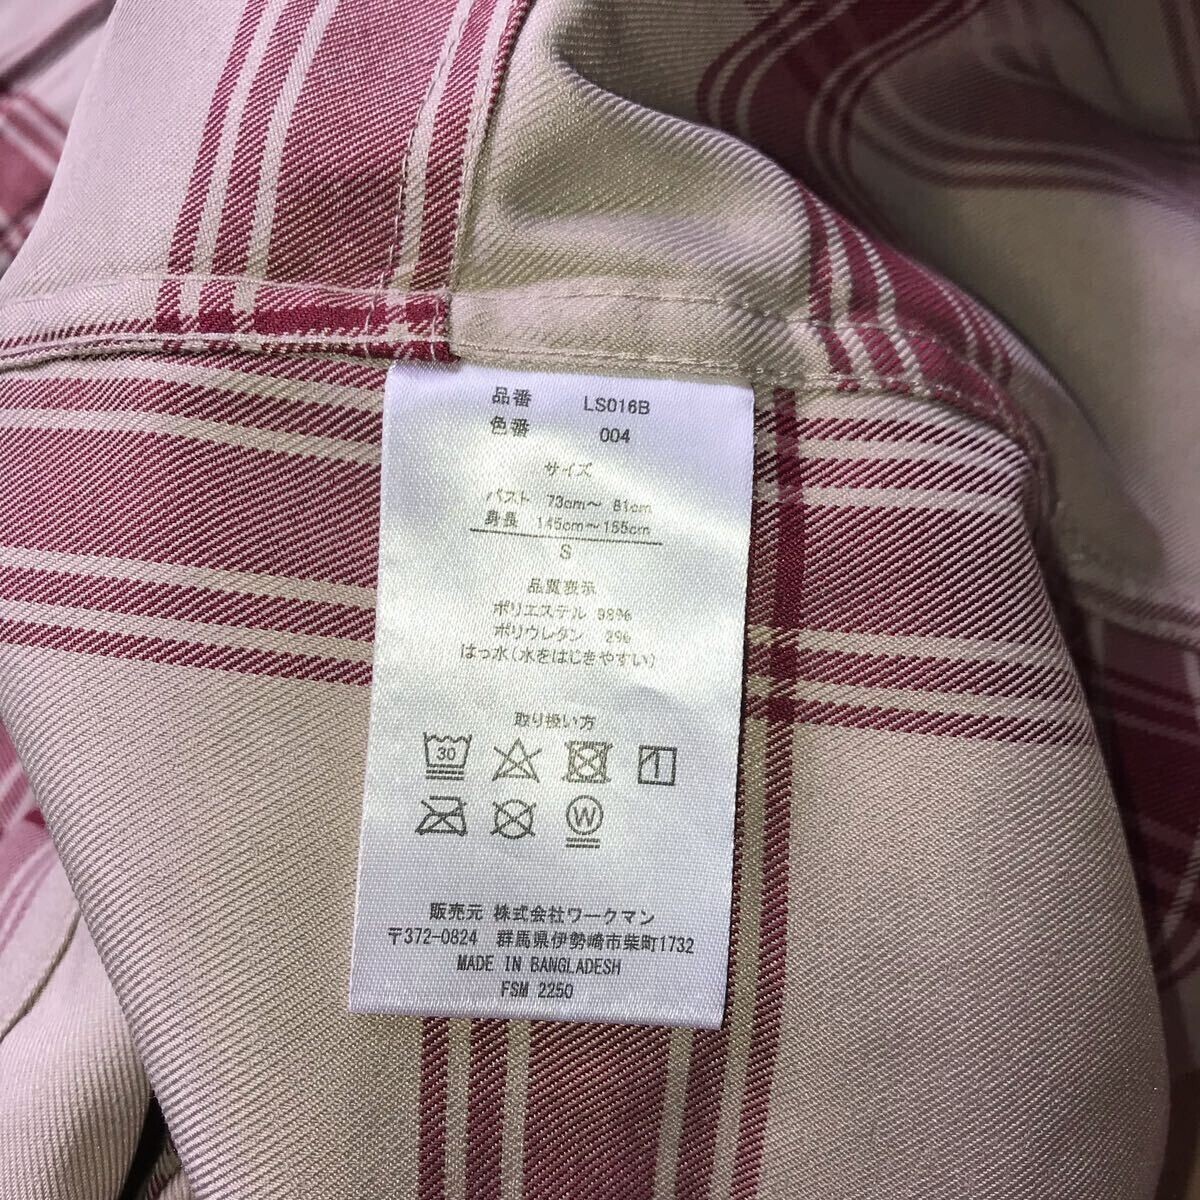 品番 LS016B
色番 004
サイズ
バスト 73cm～ 81cm
身長 145cm～155cm
S
品質表示
ポリエステル 98%
ポリウレタン 2%
はっ水(水をはじきやすい)
取り扱い方
30
W
販売元 株式会社ワークマン
〒372-0824 群馬県伊勢崎市柴町1732
MADE IN BANGLADESH
FSM 2250